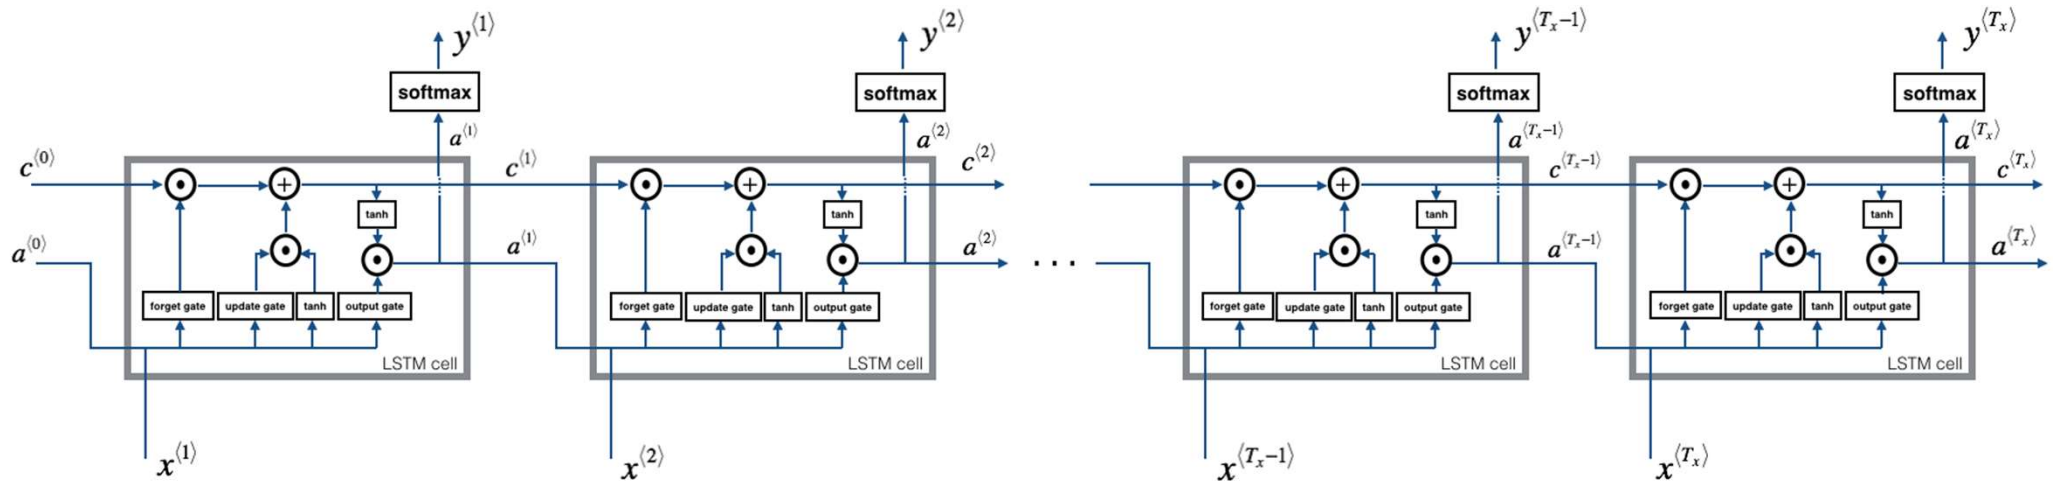 y⟨1⟩ y⟨2⟩ y⟨Tₓ−1⟩ y⟨Tₓ⟩
softmax softmax softmax softmax
a⟨1⟩ a⟨2⟩ a⟨Tₓ−1⟩ a⟨Tₓ⟩
c⟨0⟩ c⟨1⟩ c⟨2⟩ c⟨Tₓ−1⟩ c⟨Tₓ⟩
+ + + +
tanh tanh tanh tanh
a⟨0⟩ a⟨1⟩ a⟨2⟩ . . . a⟨Tₓ−1⟩ a⟨Tₓ⟩
forget gate update gate tanh output gate forget gate update gate tanh output gate forget gate update gate tanh output gate forget gate update gate tanh output gate
LSTM cell LSTM cell LSTM cell LSTM cell
x⟨1⟩ x⟨2⟩ x⟨Tₓ−1⟩ x⟨Tₓ⟩